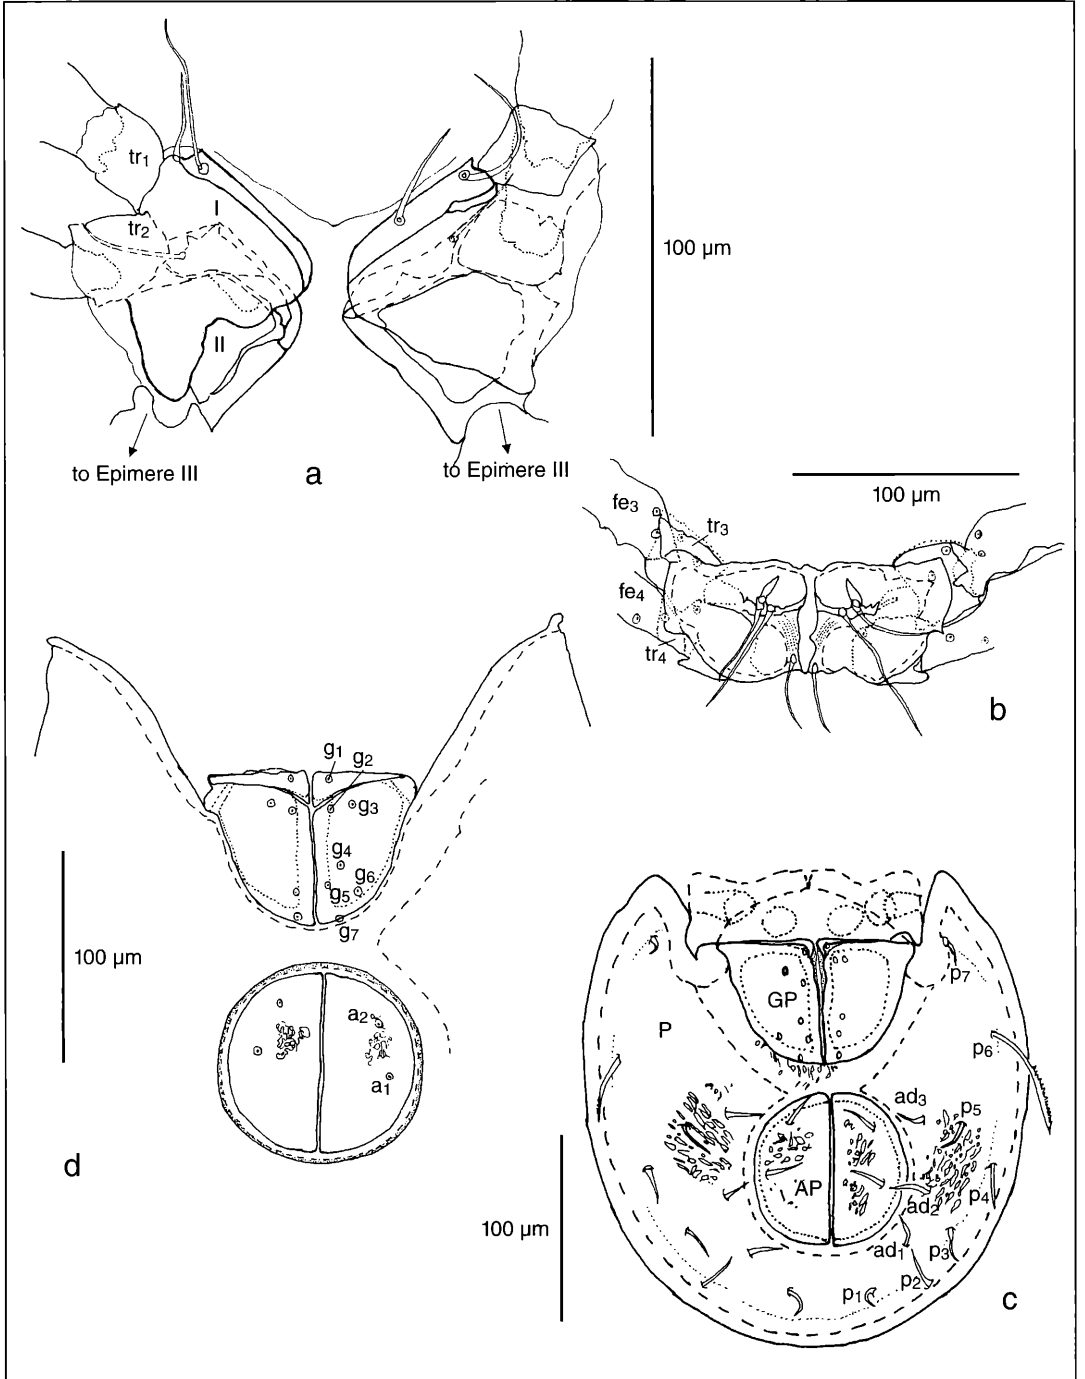 tr1
I
tr2
II
100 µm
to Epimere III
a
to Epimere III
100 µm
fe3
tr3
fe4
tr4
b
g1
g2
g3
g4
g5
g6
g7
100 µm
a2
a1
d
GP
P
p7
p6
ad3
p5
AP
p4
ad2
100 µm
ad1
p3
p2
p1
c